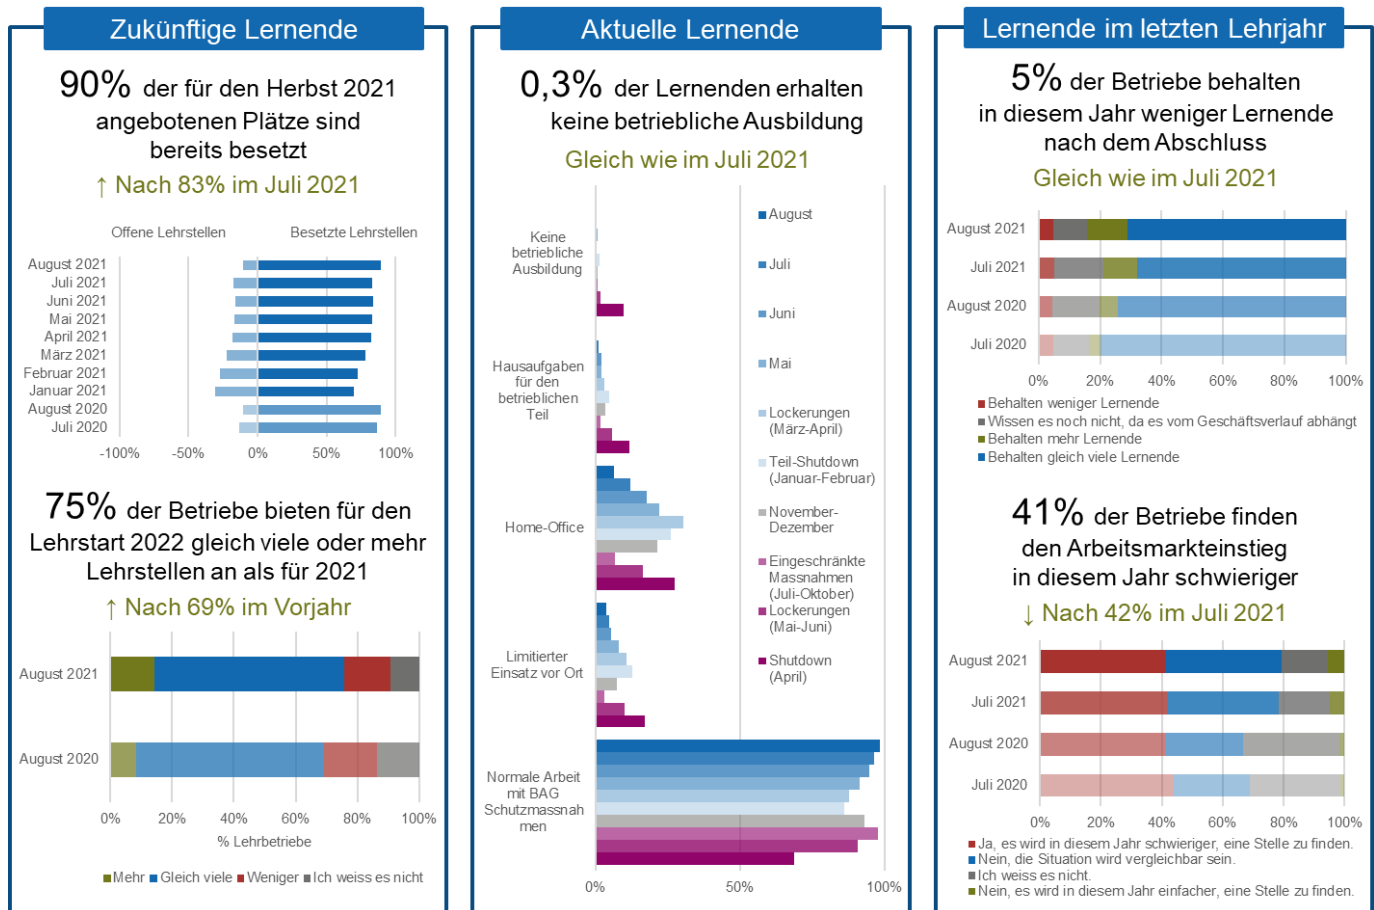 Zukünftige Lernende
90% der für den Herbst 2021
angebotenen Plätze sind
bereits besetzt
↑ Nach 83% im Juli 2021
Offene Lehrstellen
Besetzte Lehrstellen
August 2021
Juli 2021
Juni 2021
Mai 2021
April 2021
März 2021
Februar 2021
Januar 2021
August 2020
Juli 2020
-100% -50% 0% 50% 100%
75% der Betriebe bieten für den
Lehrstart 2022 gleich viele oder mehr
Lehrstellen an als für 2021
↑ Nach 69% im Vorjahr
August 2021
August 2020
0% 20% 40% 60% 80% 100%
% Lehrbetriebe
Mehr Gleich viele Weniger Ich weiss es nicht
Aktuelle Lernende
0,3% der Lernenden erhalten
keine betriebliche Ausbildung
Gleich wie im Juli 2021
Keine
betriebliche
Ausbildung
Hausaufgaben
für den
betrieblichen
Teil
Home-Office
Limitierter
Einsatz vor Ort
Normale Arbeit
mit BAG
Schutzmassnah
men
0% 50% 100%
August
Juli
Juni
Mai
Lockerungen
(März-April)
Teil-Shutdown
(Januar-Februar)
November-
Dezember
Eingeschränkte
Massnahmen
(Juli-Oktober)
Lockerungen
(Mai-Juni)
Shutdown
(April)
Lernende im letzten Lehrjahr
5% der Betriebe behalten
in diesem Jahr weniger Lernende
nach dem Abschluss
Gleich wie im Juli 2021
August 2021
Juli 2021
August 2020
Juli 2020
0% 20% 40% 60% 80% 100%
Behalten weniger Lernende
Wissen es noch nicht, da es vom Geschäftsverlauf abhängt
Behalten mehr Lernende
Behalten gleich viele Lernende
41% der Betriebe finden
den Arbeitsmarkteinstieg
in diesem Jahr schwieriger
↓ Nach 42% im Juli 2021
August 2021
Juli 2021
August 2020
Juli 2020
0% 20% 40% 60% 80% 100%
Ja, es wird in diesem Jahr schwieriger, eine Stelle zu finden.
Nein, die Situation wird vergleichbar sein.
Ich weiss es nicht.
Nein, es wird in diesem Jahr einfacher, eine Stelle zu finden.